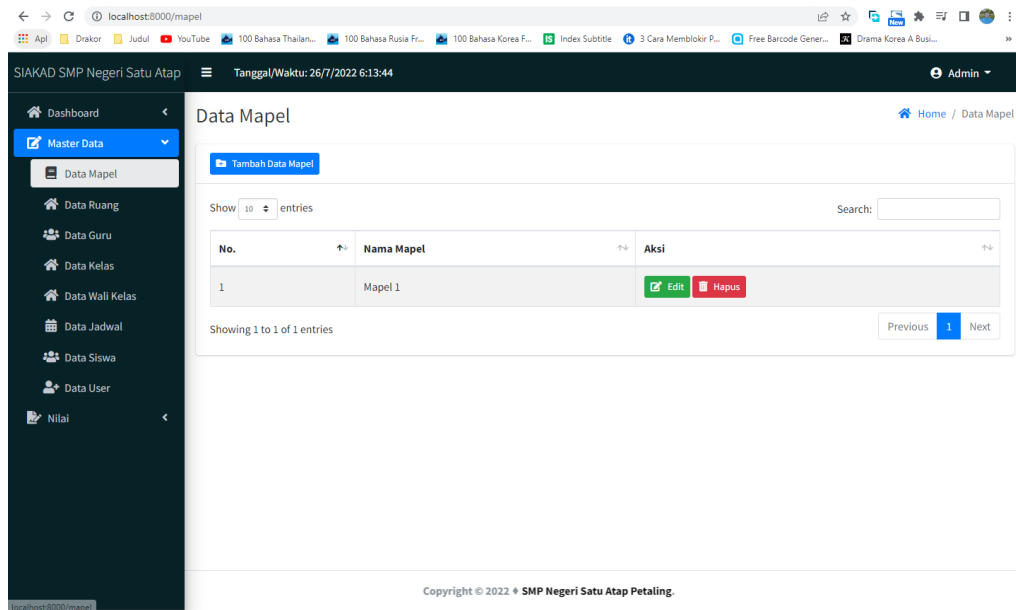 localhost:8000/mapel
New
Apl Drakor Judul YouTube 100 Bahasa Thailan... 100 Bahasa Rusia Fr... 100 Bahasa Korea F... IS Index Subtitle 3 Cara Memblokir P... Free Barcode Gener... Drama Korea A Busi... »
SIAKAD SMP Negeri Satu Atap Tanggal/Waktu: 26/7/2022 6:13:44 Admin
Dashboard
Master Data
Data Mapel
Data Ruang
Data Guru
Data Kelas
Data Wali Kelas
Data Jadwal
Data Siswa
Data User
Nilai
Data Mapel
Home / Data Mapel
Tambah Data Mapel
Show 10 entries Search:
No. Nama Mapel Aksi
1 Mapel 1 Edit Hapus
Showing 1 to 1 of 1 entries Previous 1 Next
Copyright © 2022 ♦ SMP Negeri Satu Atap Petaling.
localhost:8000/mapel